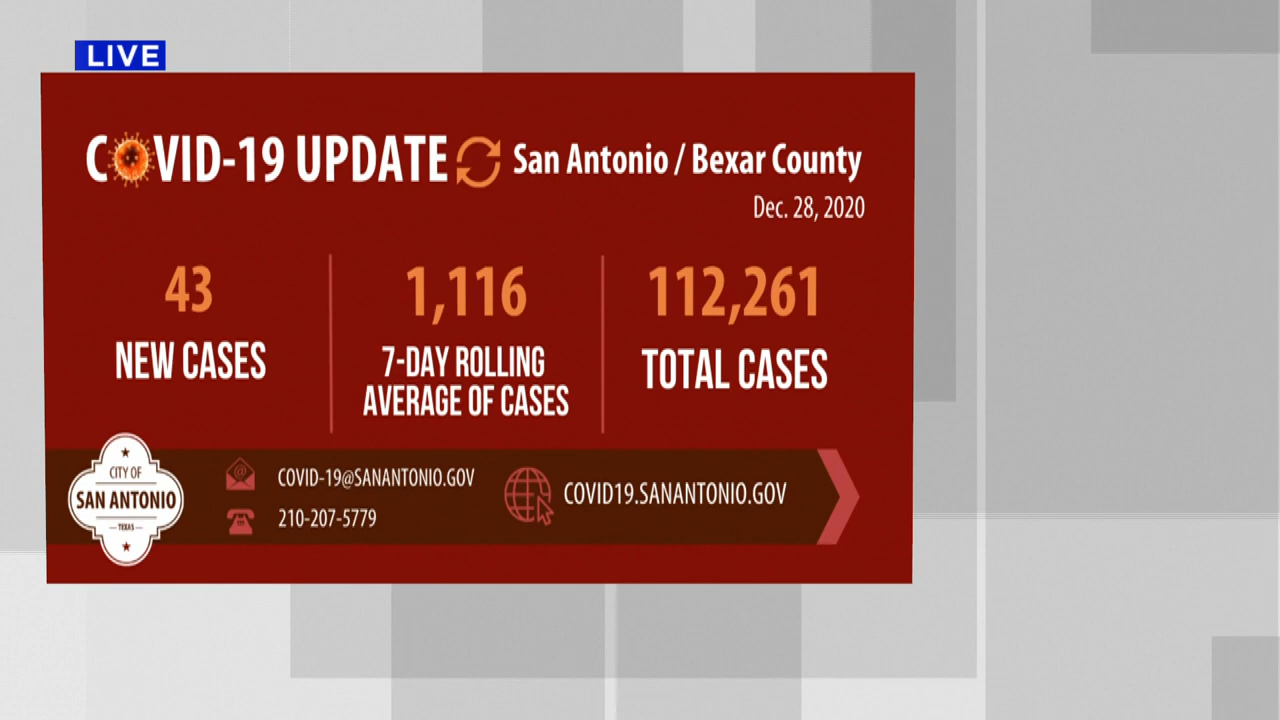 LIVE
COVID-19 UPDATE San Antonio / Bexar County
Dec. 28, 2020
43
NEW CASES
1,116
7-DAY ROLLING
AVERAGE OF CASES
112,261
TOTAL CASES
CITY OF
SAN ANTONIO
TEXAS
COVID-19@SANANTONIO.GOV
210-207-5779
COVID19.SANANTONIO.GOV